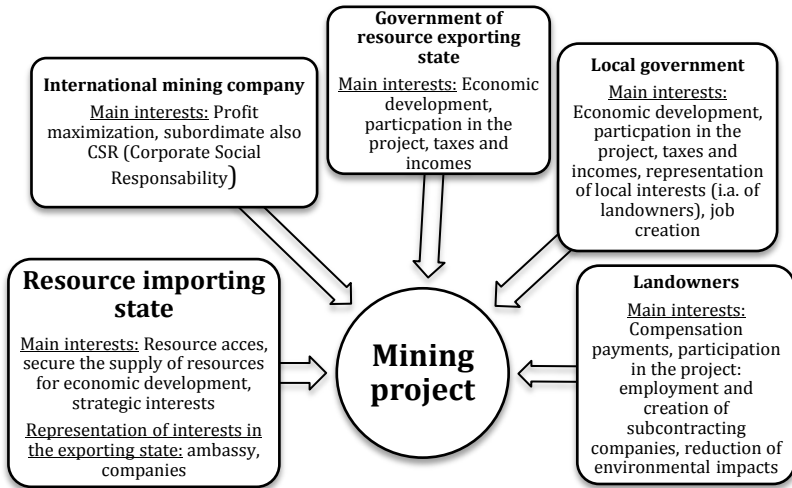 International mining company
Main interests: Profit
maximization, subordimate also
CSR (Corporate Social
Responsability)
Government of
resource exporting
state
Main interests: Economic
development,
particpation in the
project, taxes and
incomes
Local government
Main interests:
Economic development,
particpation in the
project, taxes and
incomes, representation
of local interests (i.a. of
landowners), job
creation
Resource importing
state
Main interests: Resource acces,
secure the supply of resources
for economic development,
strategic interests
Representation of interests in
the exporting state: ambassy,
companies
Mining
project
Landowners
Main interests:
Compensation
payments, participation
in the project:
employment and
creation of
subcontracting
companies, reduction of
environmental impacts